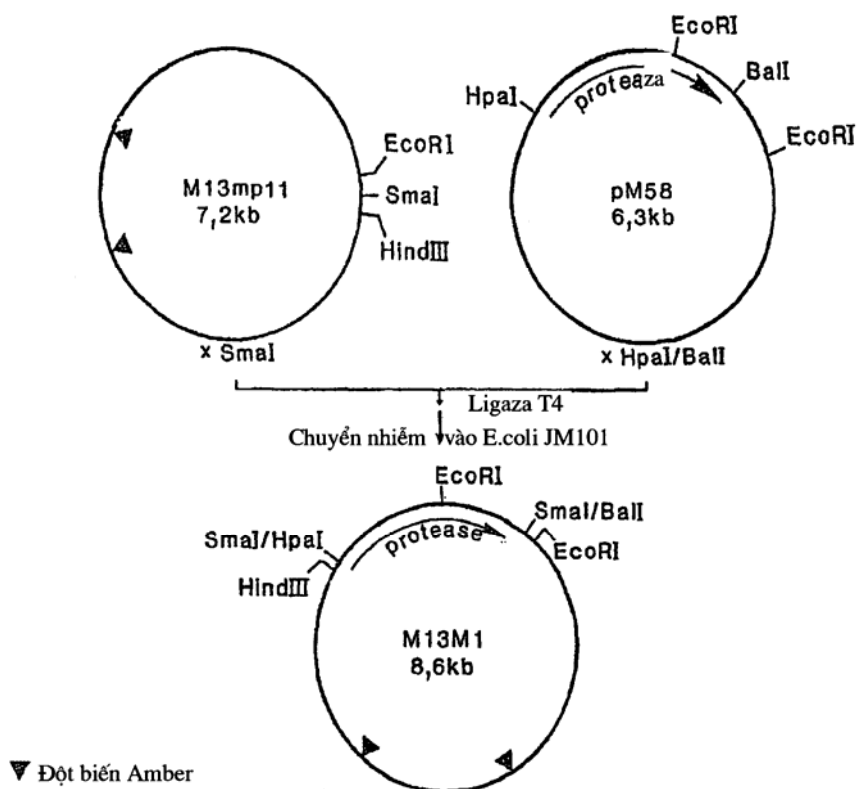 EcoRI
SmaI
HindIII
M13mp11
7,2kb
x SmaI
EcoRI
BalI
EcoRI
HpaI
proteaza
pM58
6,3kb
x HpaI/BalI
Ligaza T4
Chuyển nhiễm vào E.coli JM101
EcoRI
SmaI/BalI
EcoRI
SmaI/HpaI
HindIII
protease
M13M1
8,6kb
Đột biến Amber